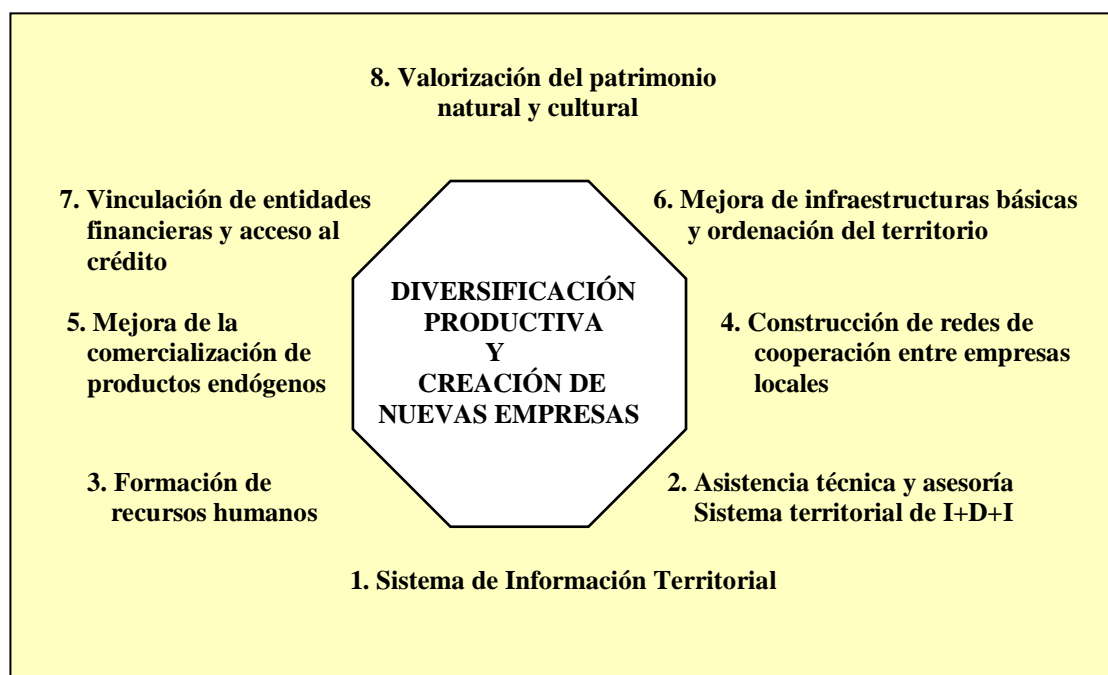 8. Valorización del patrimonio
natural y cultural
7. Vinculación de entidades
financieras y acceso al
crédito
6. Mejora de infraestructuras básicas
y ordenación del territorio
DIVERSIFICACIÓN
PRODUCTIVA
Y
CREACIÓN DE
NUEVAS EMPRESAS
5. Mejora de la
comercialización de
productos endógenos
4. Construcción de redes de
cooperación entre empresas
locales
3. Formación de
recursos humanos
2. Asistencia técnica y asesoría
Sistema territorial de I+D+I
1. Sistema de Información Territorial